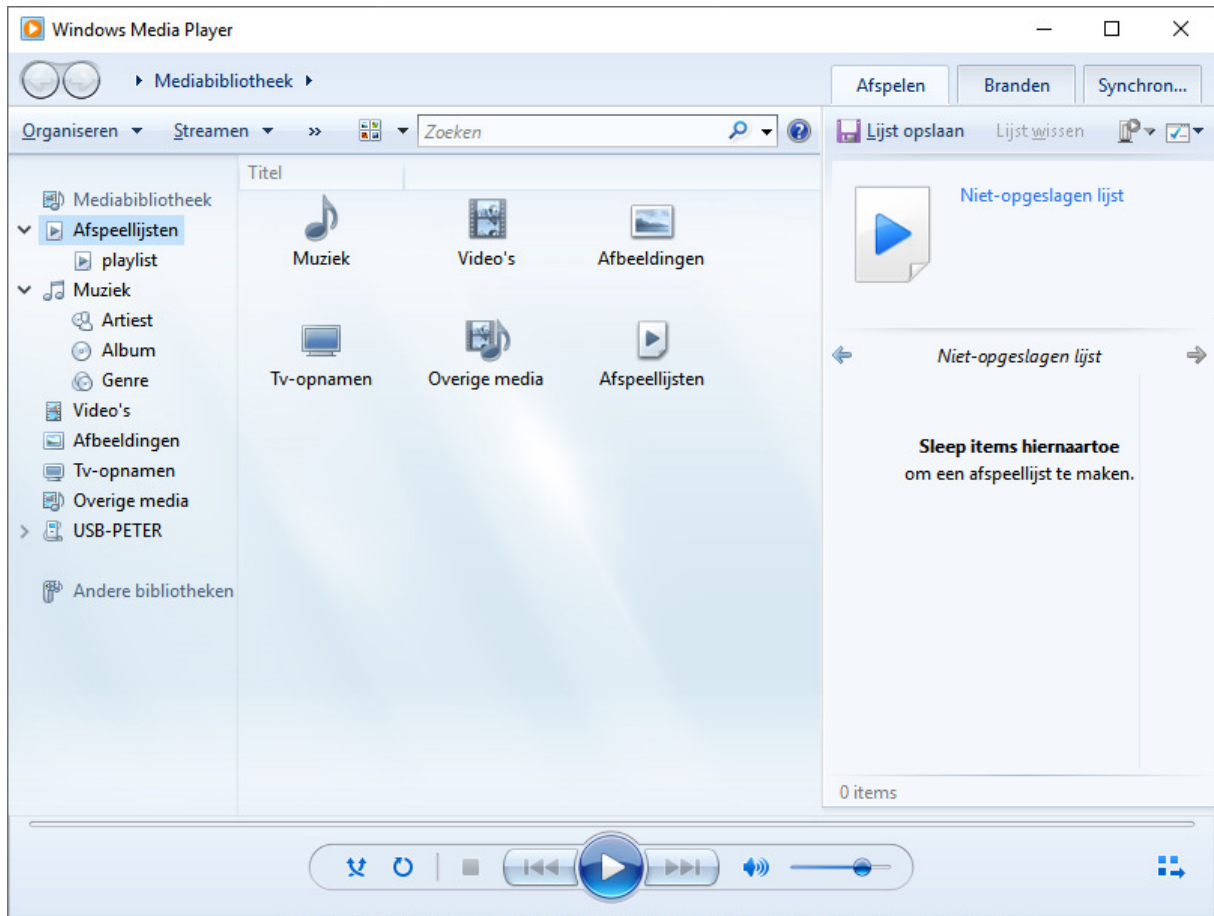 Windows Media Player
Mediabibliotheek
Afspelen
Branden
Synchron...
Organiseren
Streamen
»
Zoeken
Lijst opslaan
Lijst wissen
Mediabibliotheek
Afspeellijsten
playlist
Muziek
Artiest
Album
Genre
Video's
Afbeeldingen
Tv-opnamen
Overige media
USB-PETER
Andere bibliotheken
Titel
Muziek
Video's
Afbeeldingen
Tv-opnamen
Overige media
Afspeellijsten
Niet-opgeslagen lijst
Niet-opgeslagen lijst
Sleep items hiernaartoe
om een afspeellijst te maken.
0 items